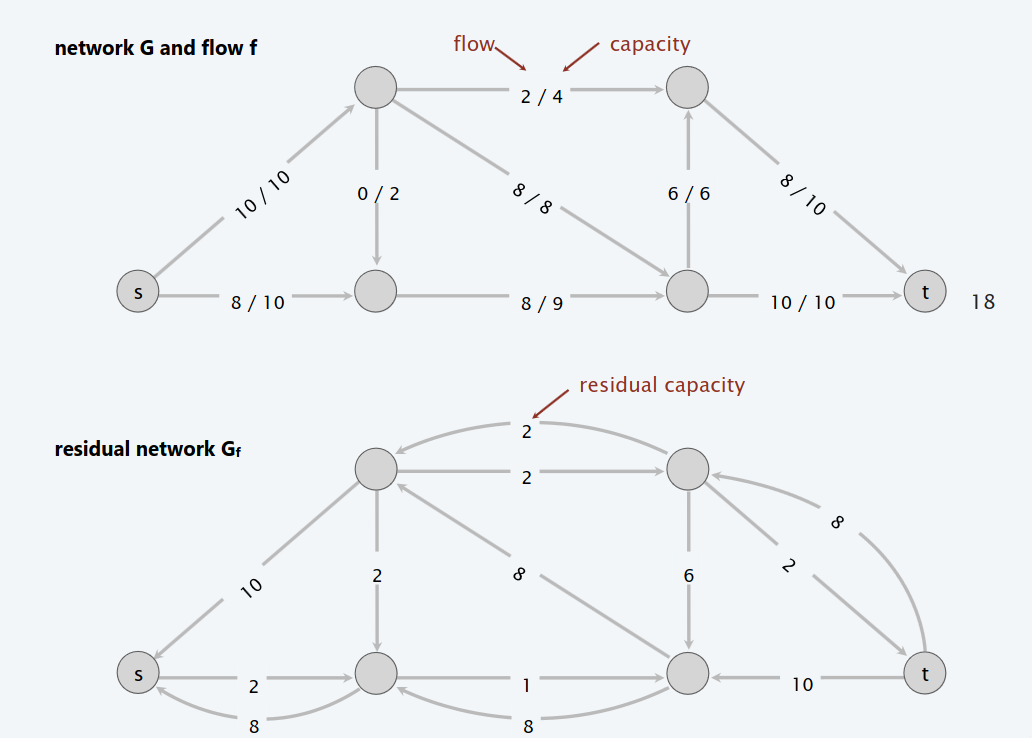 network G and flow f
flow
capacity
2 / 4
10 / 10
0 / 2
8 / 8
6 / 6
8 / 10
s
8 / 10
8 / 9
10 / 10
t
18
residual capacity
residual network Gf
2
2
8
10
2
8
6
2
s
2
1
10
t
8
8